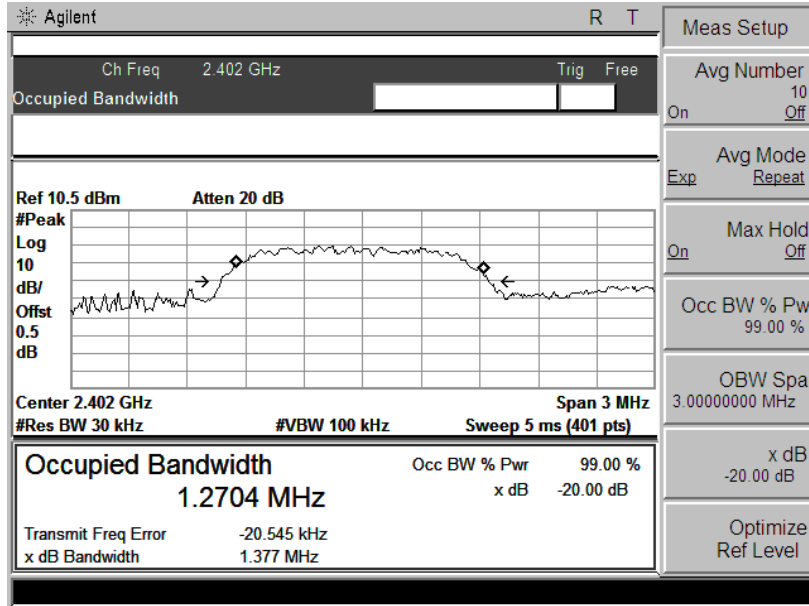 Agilent R T
Ch Freq 2.402 GHz Trig Free
Occupied Bandwidth
Ref 10.5 dBm Atten 20 dB
#Peak
Log
10
dB/
Offst
0.5
dB
Center 2.402 GHz Span 3 MHz
#Res BW 30 kHz #VBW 100 kHz Sweep 5 ms (401 pts)
Occupied Bandwidth Occ BW % Pwr 99.00 %
1.2704 MHz x dB -20.00 dB
Transmit Freq Error -20.545 kHz
x dB Bandwidth 1.377 MHz
Meas Setup
Avg Number
10
On Off
Avg Mode
Exp Repeat
Max Hold
On Off
Occ BW % Pw
99.00 %
OBW Spa
3.00000000 MHz
x dB
-20.00 dB
Optimize
Ref Level